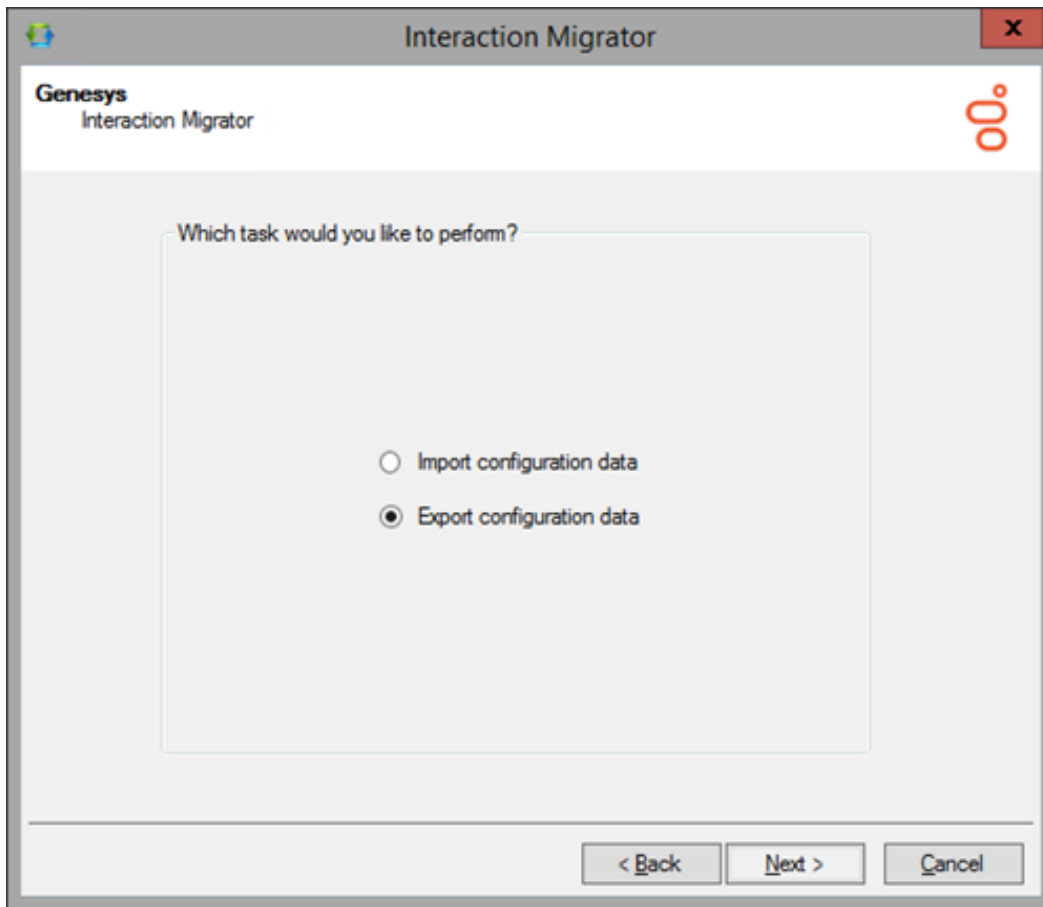 Interaction Migrator
x
Genesys
Interaction Migrator
Which task would you like to perform?
Import configuration data
Export configuration data
< Back
Next >
Cancel